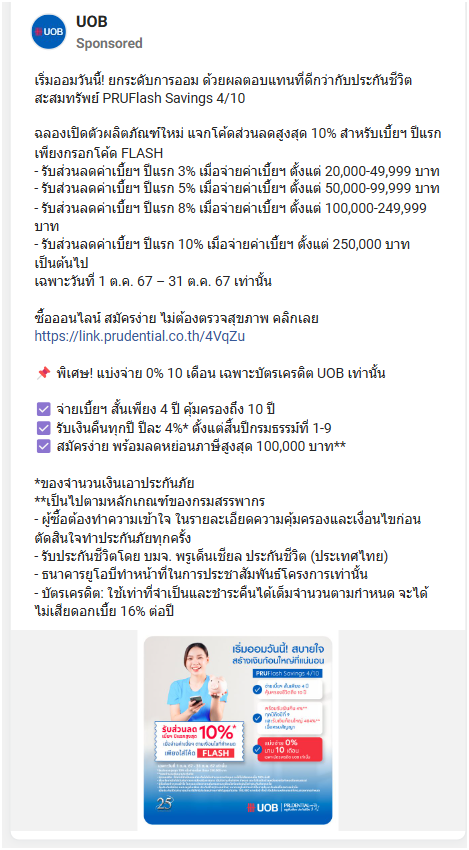 UOB
Sponsored
เริ่มออมวันนี้! ยกระดับการออม ด้วยผลตอบแทนที่ดีกว่ากับประกันชีวิต
สะสมทรัพย์ PRUFlash Savings 4/10
ฉลองเปิดตัวผลิตภัณฑ์ใหม่ แจกโค้ดส่วนลดสูงสุด 10% สำหรับเบี้ยฯ ปีแรก
เพียงกรอกโค้ด FLASH
- รับส่วนลดค่าเบี้ยฯ ปีแรก 3% เมื่อจ่ายค่าเบี้ยฯ ตั้งแต่ 20,000-49,999 บาท
- รับส่วนลดค่าเบี้ยฯ ปีแรก 5% เมื่อจ่ายค่าเบี้ยฯ ตั้งแต่ 50,000-99,999 บาท
- รับส่วนลดค่าเบี้ยฯ ปีแรก 8% เมื่อจ่ายค่าเบี้ยฯ ตั้งแต่ 100,000-249,999
บาท
- รับส่วนลดค่าเบี้ยฯ ปีแรก 10% เมื่อจ่ายค่าเบี้ยฯ ตั้งแต่ 250,000 บาท
เป็นต้นไป
เฉพาะวันที่ 1 ต.ค. 67 – 31 ต.ค. 67 เท่านั้น
ซื้อออนไลน์ สมัครง่าย ไม่ต้องตรวจสุขภาพ คลิกเลย
https://link.prudential.co.th/4VqZu
📌 พิเศษ! แบ่งจ่าย 0% 10 เดือน เฉพาะบัตรเครดิต UOB เท่านั้น
☑ จ่ายเบี้ยฯ สั้นเพียง 4 ปี คุ้มครองถึง 10 ปี
☑ รับเงินคืนทุกปี ปีละ 4%* ตั้งแต่สิ้นปีกรมธรรม์ที่ 1-9
☑ สมัครง่าย พร้อมลดหย่อนภาษีสูงสุด 100,000 บาท**
*ของจำนวนเงินเอาประกันภัย
**เป็นไปตามหลักเกณฑ์ของกรมสรรพากร
- ผู้ซื้อต้องทำความเข้าใจ ในรายละเอียดความคุ้มครองและเงื่อนไขก่อน
ตัดสินใจทำประกันภัยทุกครั้ง
- รับประกันชีวิตโดย บมจ. พรูเด็นเชียล ประกันชีวิต (ประเทศไทย)
- ธนาคารยูโอบีทำหน้าที่ในการประชาสัมพันธ์โครงการเท่านั้น
- บัตรเครดิต: ใช้เท่าที่จำเป็นและชำระคืนได้เต็มจำนวนตามกำหนด จะได้
ไม่เสียดอกเบี้ย 16% ต่อปี
เริ่มออมวันนี้! สบายใจ
สร้างเงินก้อนใหญ่ที่แน่นอน
PRUFlash Savings 4/10
จ่ายเบี้ยฯ สั้นเพียง 4 ปี
คุ้มครองถึง 10 ปี
รับส่วนลด 10%*
เพียงใส่โค้ด FLASH
แบ่งจ่าย 0%
นาน 10 เดือน
25
UOB PRUDENTIAL